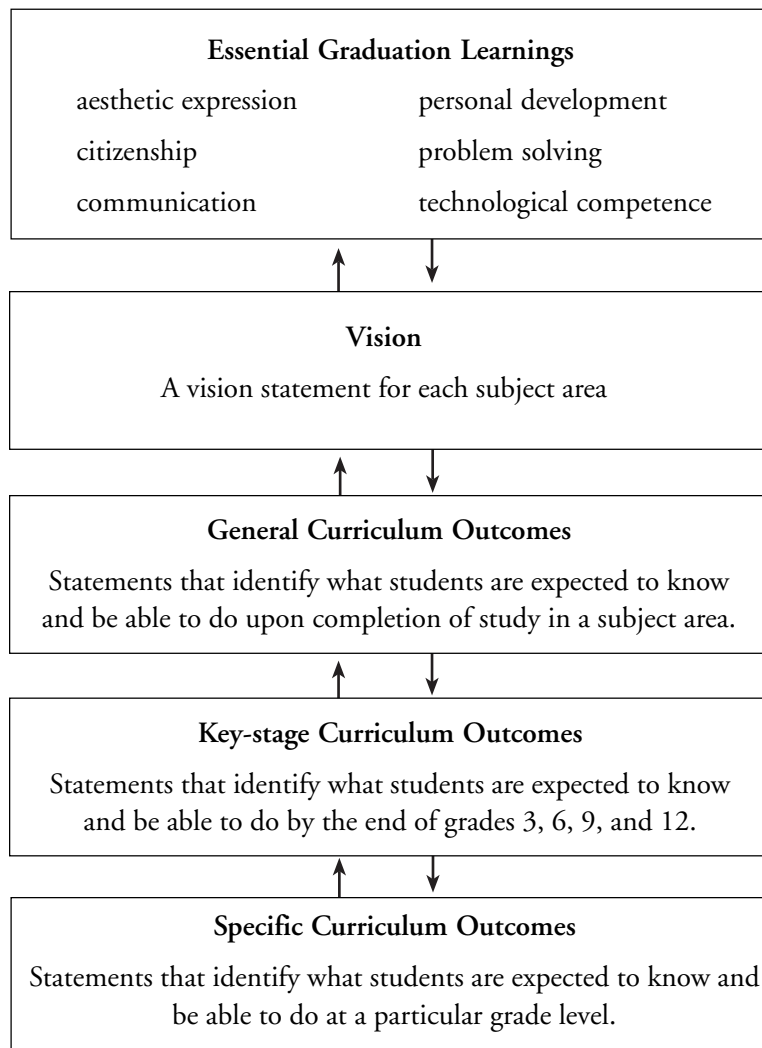 Essential Graduation Learnings
aesthetic expression personal development
citizenship problem solving
communication technological competence
Vision
A vision statement for each subject area
General Curriculum Outcomes
Statements that identify what students are expected to know
and be able to do upon completion of study in a subject area.
Key-stage Curriculum Outcomes
Statements that identify what students are expected to know
and be able to do by the end of grades 3, 6, 9, and 12.
Specific Curriculum Outcomes
Statements that identify what students are expected to know and
be able to do at a particular grade level.